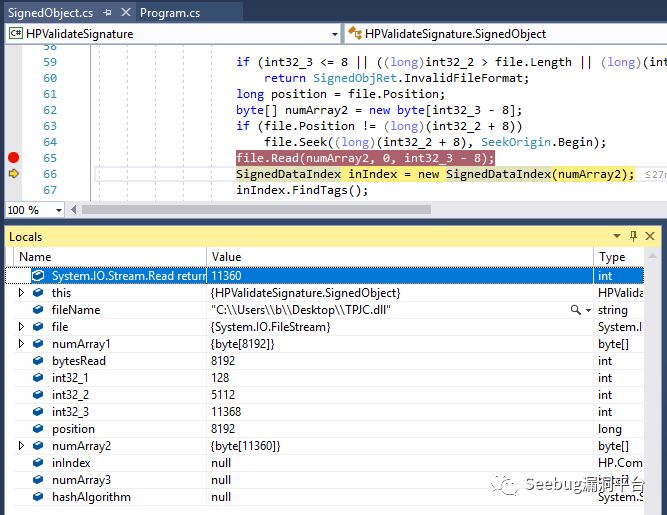 SignedObject.cs Program.cs
HPValidateSignature HPValidateSignature.SignedObject
58
59 if (int32_3 <= 8 || ((long)int32_2 > file.Length || (long)(int
60 return SignedObjRet.InvalidFileFormat;
61 long position = file.Position;
62 byte[] numArray2 = new byte[int32_3 - 8];
63 if (file.Position != (long)(int32_2 + 8))
64 file.Seek((long)(int32_2 + 8), SeekOrigin.Begin);
65 file.Read(numArray2, 0, int32_3 - 8);
66 SignedDataIndex inIndex = new SignedDataIndex(numArray2);
67 inIndex.FindTags();
100 %
Locals
Name Value Type
System.IO.Stream.Read return 11360 int
this {HPValidateSignature.SignedObject} HPValida
fileName "C:\\Users\\b\\Desktop\\TPJC.dll" string
file {System.IO.FileStream} System.I
numArray1 {byte[8192]} byte[]
bytesRead 8192 int
int32_1 128 int
int32_2 5112 int
int32_3 11368 int
position 8192 long
numArray2 {byte[11360]} byte[]
inIndex null HP.Com
numArray3 null
hashAlgorithm null System.S
Seebug漏洞平台